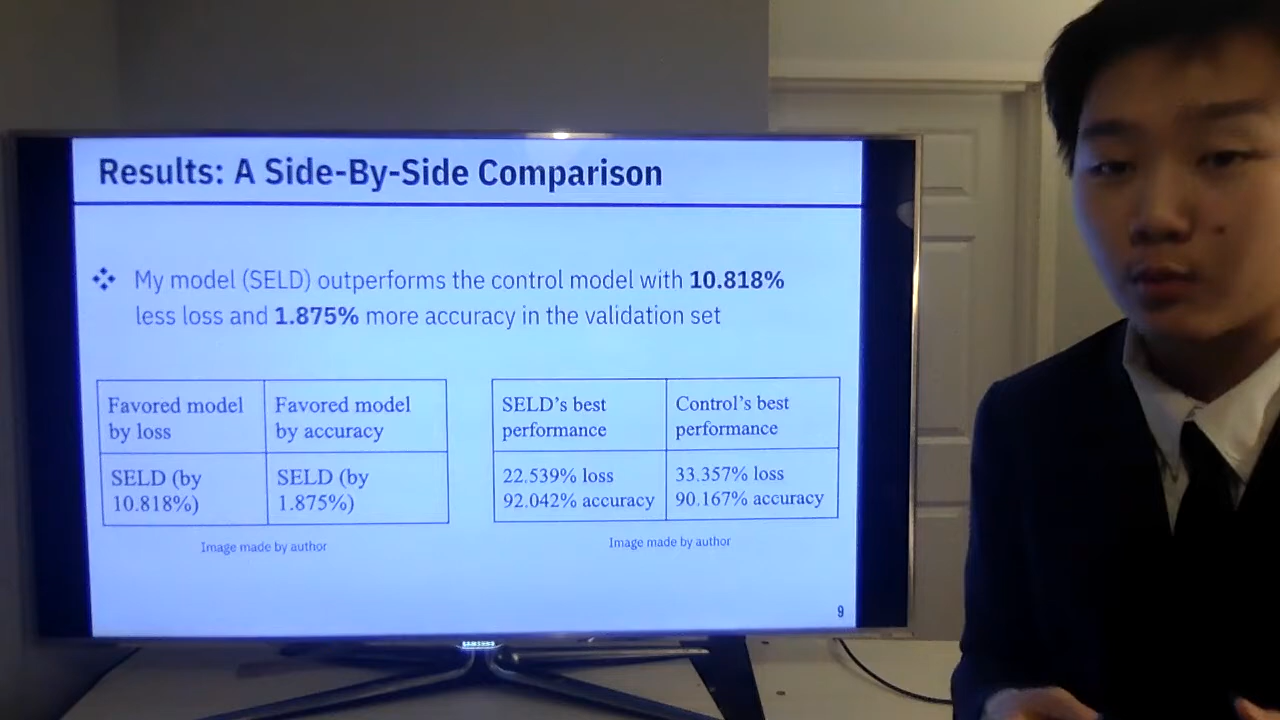 Results: A Side-By-Side Comparison
❖ My model (SELD) outperforms the control model with 10.818%
less loss and 1.875% more accuracy in the validation set
Favored model
by loss
Favored model
by accuracy
SELD (by
10.818%)
SELD (by
1.875%)
Image made by author
SELD's best
performance
Control's best
performance
22.539% loss
92.042% accuracy
33.357% loss
90.167% accuracy
Image made by author
9
SAMSUNG